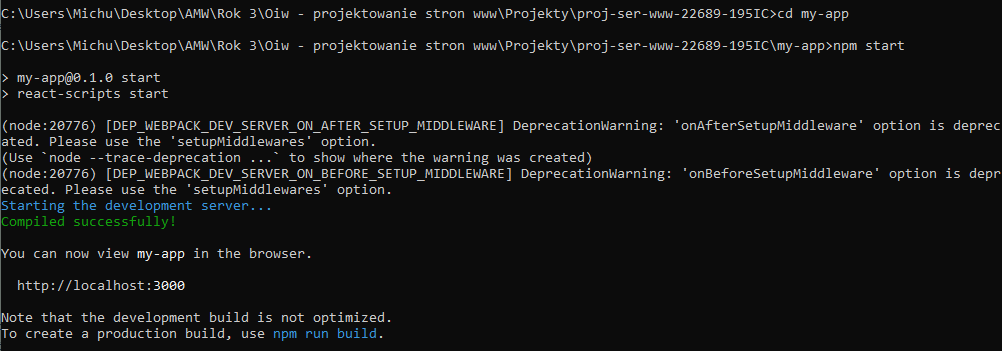 C:\Users\Michu\Desktop\AMW\Rok 3\Oiw - projektowanie stron www\Projekty\proj-ser-www-22689-195IC>cd my-app
C:\Users\Michu\Desktop\AMW\Rok 3\Oiw - projektowanie stron www\Projekty\proj-ser-www-22689-195IC\my-app>npm start
> my-app@0.1.0 start
> react-scripts start
(node:20776) [DEP_WEBPACK_DEV_SERVER_ON_AFTER_SETUP_MIDDLEWARE] DeprecationWarning: 'onAfterSetupMiddleware' option is deprec
ated. Please use the 'setupMiddlewares' option.
(Use `node --trace-deprecation ...` to show where the warning was created)
(node:20776) [DEP_WEBPACK_DEV_SERVER_ON_BEFORE_SETUP_MIDDLEWARE] DeprecationWarning: 'onBeforeSetupMiddleware' option is depr
ecated. Please use the 'setupMiddlewares' option.
Starting the development server...
Compiled successfully!
You can now view my-app in the browser.
http://localhost:3000
Note that the development build is not optimized.
To create a production build, use npm run build.